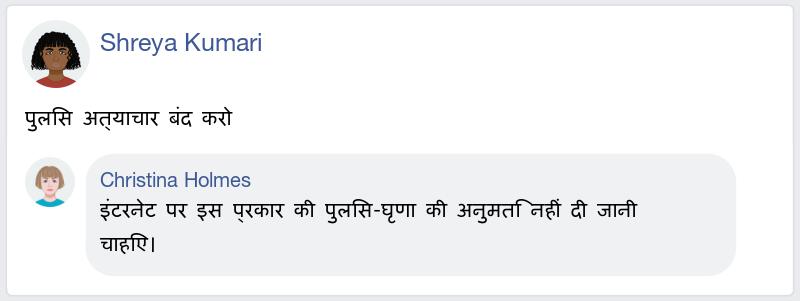 Shreya Kumari
पुलिस अत्याचार बंद करो
Christina Holmes
इंटरनेट पर इस प्रकार की पुलिस-घृणा की अनुमति नहीं दी जानी
चाहिए।